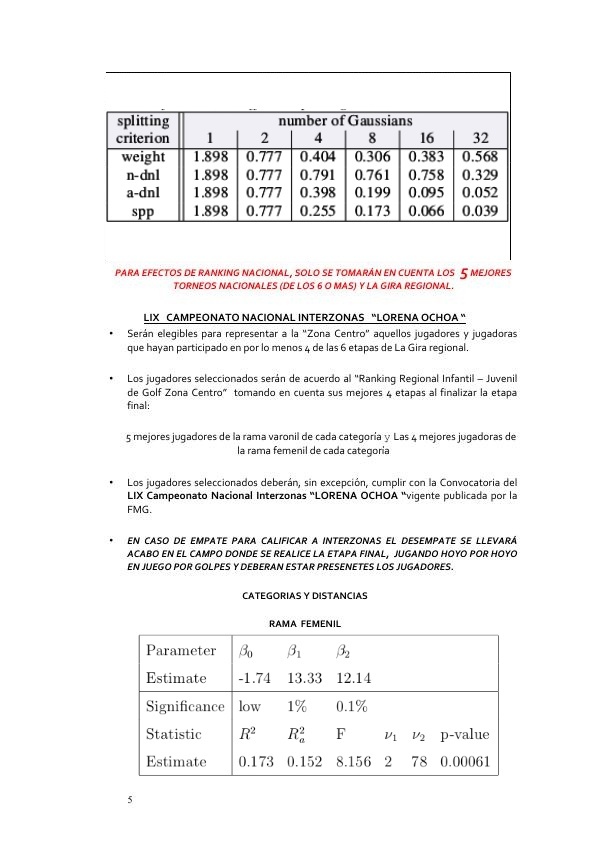 splitting number of Gaussians
criterion 1 2 4 8 16 32
weight 1.898 0.777 0.404 0.306 0.383 0.568
n-dnl 1.898 0.777 0.791 0.761 0.758 0.329
a-dnl 1.898 0.777 0.398 0.199 0.095 0.052
spp 1.898 0.777 0.255 0.173 0.066 0.039
PARA EFECTOS DE RANKING NACIONAL, SOLO SE TOMARÁN EN CUENTA LOS 5 MEJORES
TORNEOS NACIONALES (DE LOS 6 O MAS) Y LA GIRA REGIONAL.
LIX CAMPEONATO NACIONAL INTERZONAS "LORENA OCHOA "
• Serán elegibles para representar a la "Zona Centro" aquellos jugadores y jugadoras
que hayan participado en por lo menos 4 de las 6 etapas de La Gira regional.
• Los jugadores seleccionados serán de acuerdo al "Ranking Regional Infantil – Juvenil
de Golf Zona Centro" tomando en cuenta sus mejores 4 etapas al finalizar la etapa
final:
5 mejores jugadores de la rama varonil de cada categoría y Las 4 mejores jugadoras de
la rama femenil de cada categoría
• Los jugadores seleccionados deberán, sin excepción, cumplir con la Convocatoria del
LIX Campeonato Nacional Interzonas "LORENA OCHOA "vigente publicada por la
FMG.
• EN CASO DE EMPATE PARA CALIFICAR A INTERZONAS EL DESEMPATE SE LLEVARÁ
ACABO EN EL CAMPO DONDE SE REALICE LA ETAPA FINAL, JUGANDO HOYO POR HOYO
EN JUEGO POR GOLPES Y DEBERAN ESTAR PRESENETES LOS JUGADORES.
CATEGORIAS Y DISTANCIAS
RAMA FEMENIL
Parameter β0 β1 β2
Estimate -1.74 13.33 12.14
Significance low 1% 0.1%
Statistic R² R²a F ν1 ν2 p-value
Estimate 0.173 0.152 8.156 2 78 0.00061
5